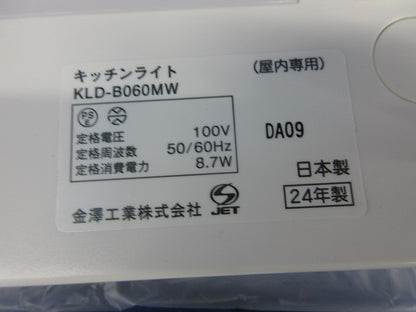 キッチンライト (屋内専用)
KLD-B060MW
PS
E
定格電圧 100V
定格周波数 50/60Hz DA09
定格消費電力 8.7W 日本製
金澤工業株式会社 JET 24年製